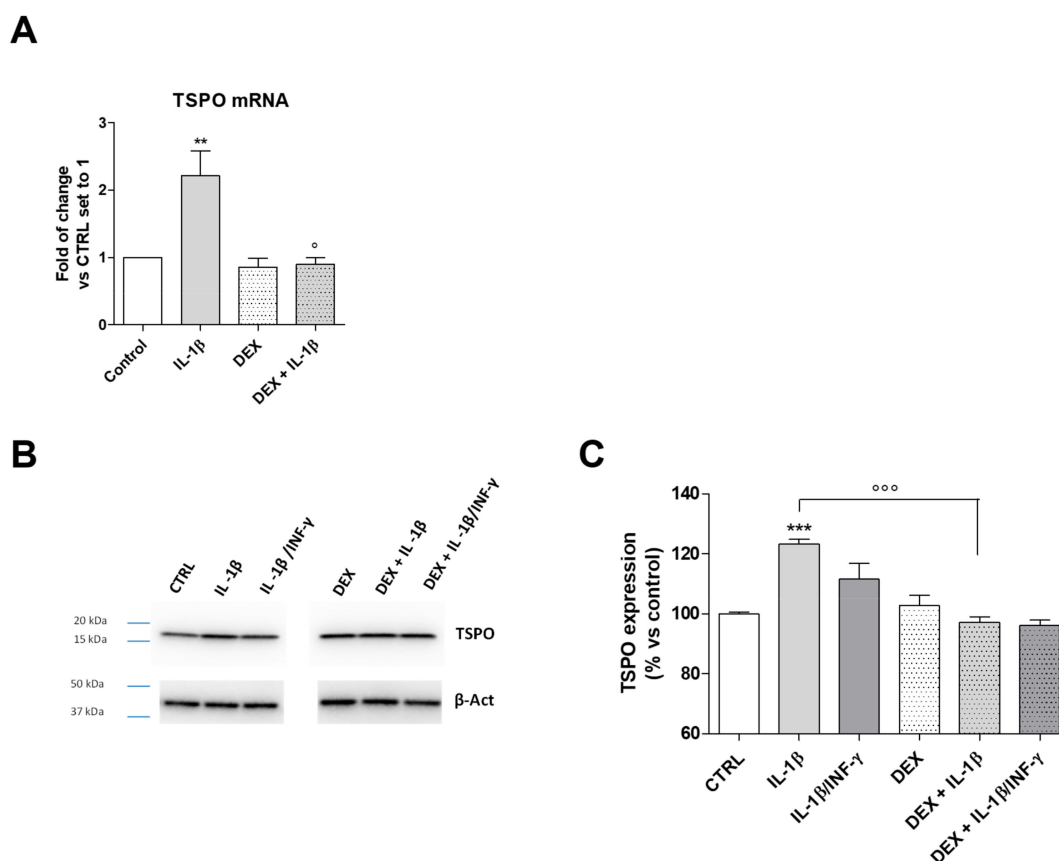 A
TSPO mRNA
Fold of change
vs CTRL set to 1
3
2
1
0
**
°
Control
IL-1β
DEX
DEX + IL-1β
B
CTRL
IL-1β
IL-1β /INF-γ
DEX
DEX + IL -1β
DEX + IL -1β/INF-γ
20 kDa
15 kDa
TSPO
50 kDa
37 kDa
β-Act
C
TSPO expression
(% vs control)
140
120
100
80
60
***
°°°
CTRL
IL-1β
IL-1β/INF-γ
DEX
DEX + IL-1β
DEX + IL-1β/INF-γ